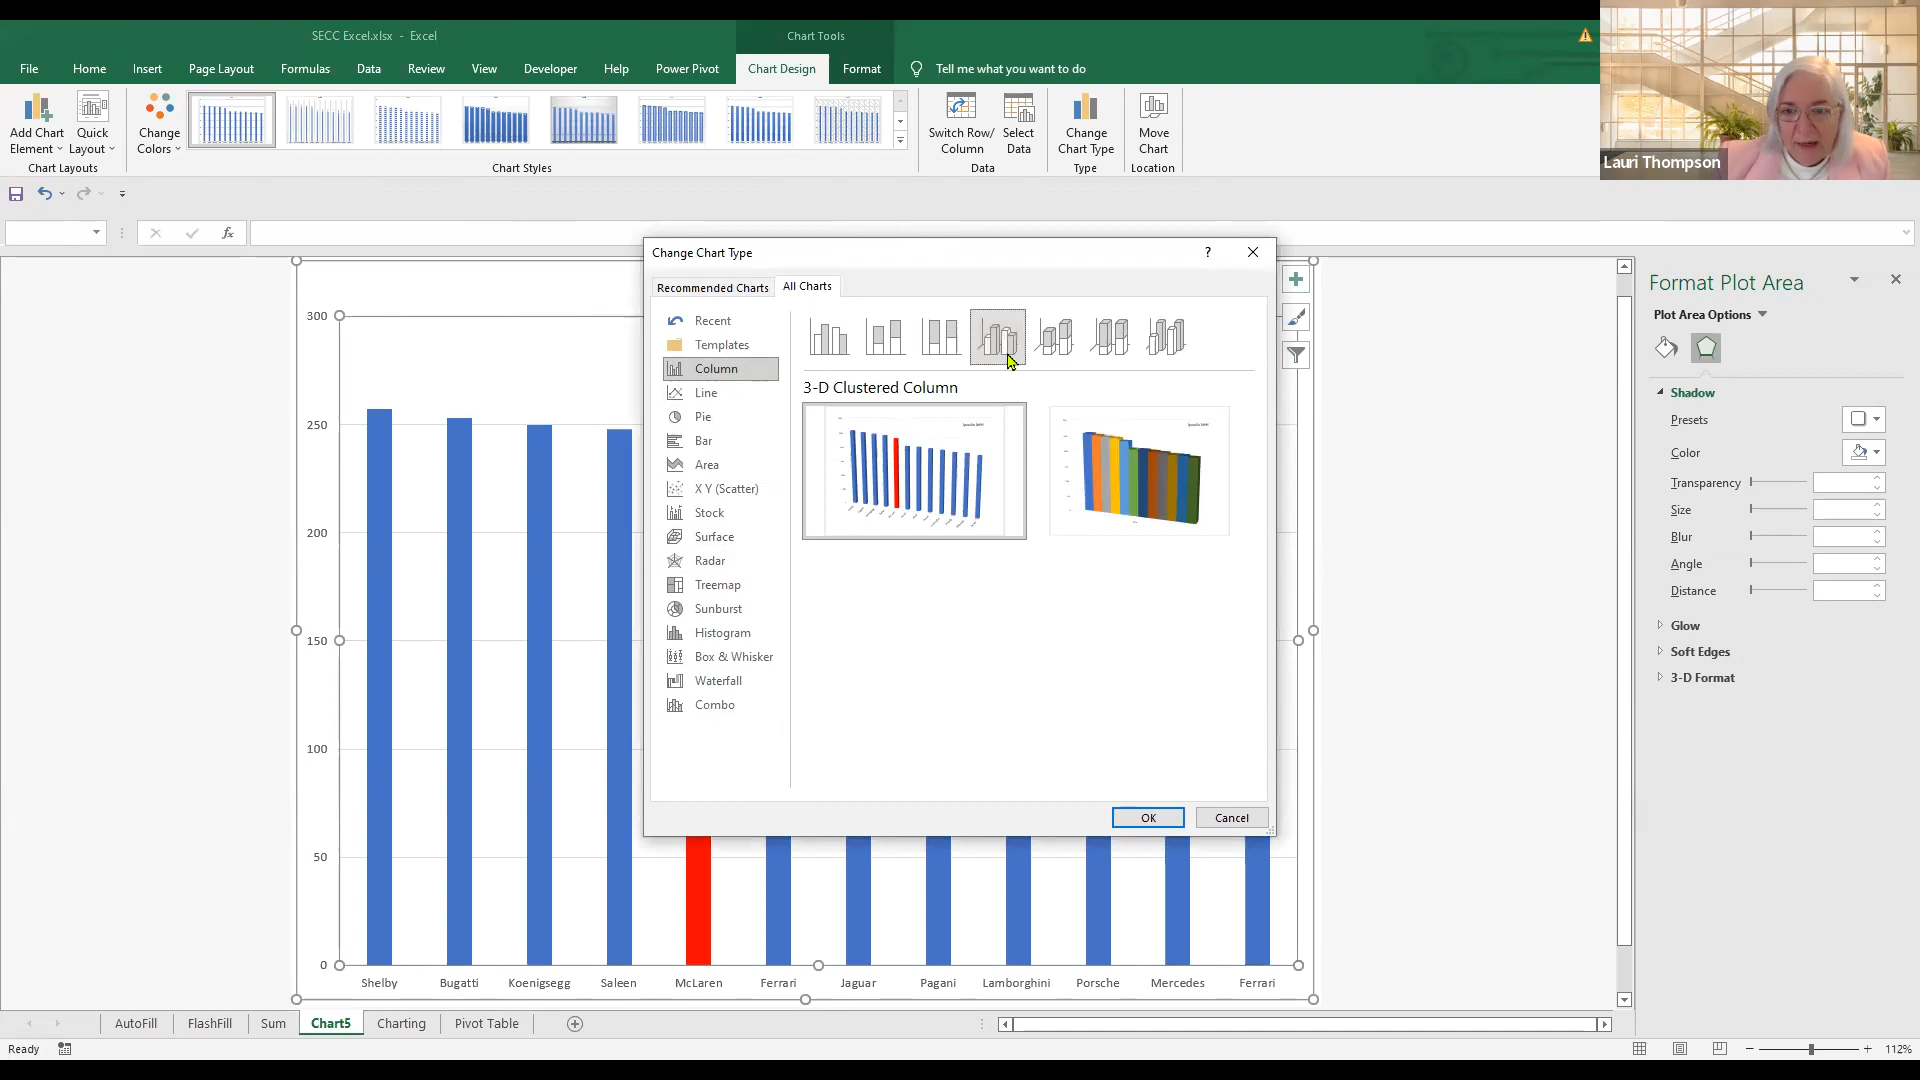 SECC Excel.xlsx - Excel
Chart Tools
File Home Insert Page Layout Formulas Data Review View Developer Help Power Pivot Chart Design Format Tell me what you want to do
Add Chart Element
Quick Layout
Change Colors
Switch Row/ Column
Select Data
Change Chart Type
Move Chart
Chart Layouts Chart Styles Data Type Location
Lauri Thompson
fx
Change Chart Type ?
Recommended Charts All Charts
Recent
Templates
Column
Line
Pie
Bar
Area
X Y (Scatter)
Stock
Surface
Radar
Treemap
Sunburst
Histogram
Box & Whisker
Waterfall
Combo
3-D Clustered Column
OK Cancel
300
250
200
150
100
50
0
Shelby Bugatti Koenigsegg Saleen McLaren Ferrari Jaguar Pagani Lamborghini Porsche Mercedes Ferrari
Format Plot Area
Plot Area Options
Shadow
Presets
Color
Transparency
Size
Blur
Angle
Distance
Glow
Soft Edges
3-D Format
AutoFill FlashFill Sum Chart5 Charting Pivot Table
Ready
112%